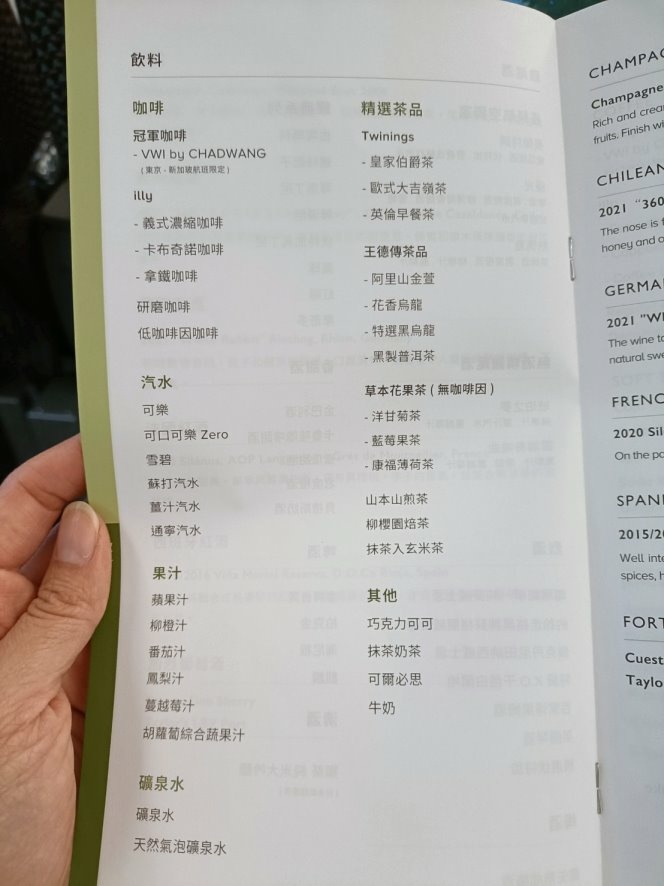 飲料
咖啡
冠軍咖啡
- VWI by CHADWANG
(東京、新加坡航班限定)
illy
- 義式濃縮咖啡
- 卡布奇諾咖啡
- 拿鐵咖啡
研磨咖啡
低咖啡因咖啡
汽水
可樂
可口可樂 Zero
雪碧
蘇打汽水
薑汁汽水
通寧汽水
果汁
蘋果汁
柳橙汁
番茄汁
鳳梨汁
蔓越莓汁
胡蘿蔔綜合蔬果汁
礦泉水
礦泉水
天然氣泡礦泉水
精選茶品
Twinings
- 皇家伯爵茶
- 歐式大吉嶺茶
- 英倫早餐茶
王德傳茶品
- 阿里山金萱
- 花香烏龍
- 特選黑烏龍
- 黑製普洱茶
草本花果茶 ( 無咖啡因 )
- 洋甘菊茶
- 藍莓果茶
- 康福薄荷茶
山本山煎茶
柳櫻園焙茶
抹茶入玄米茶
其他
巧克力可可
抹茶奶茶
可爾必思
牛奶
CHAMPAG
Champagne
Rich and crea
fruits. Finish wi
CHILEAN
2021 "360
The nose is f
honey and o
GERMA
2021 "WI
The wine to
natural swe
FRENC
2020 Sil
On the pa
SPANI
2015/20
Well inte
spices, h
FORT
Cuest
Taylo